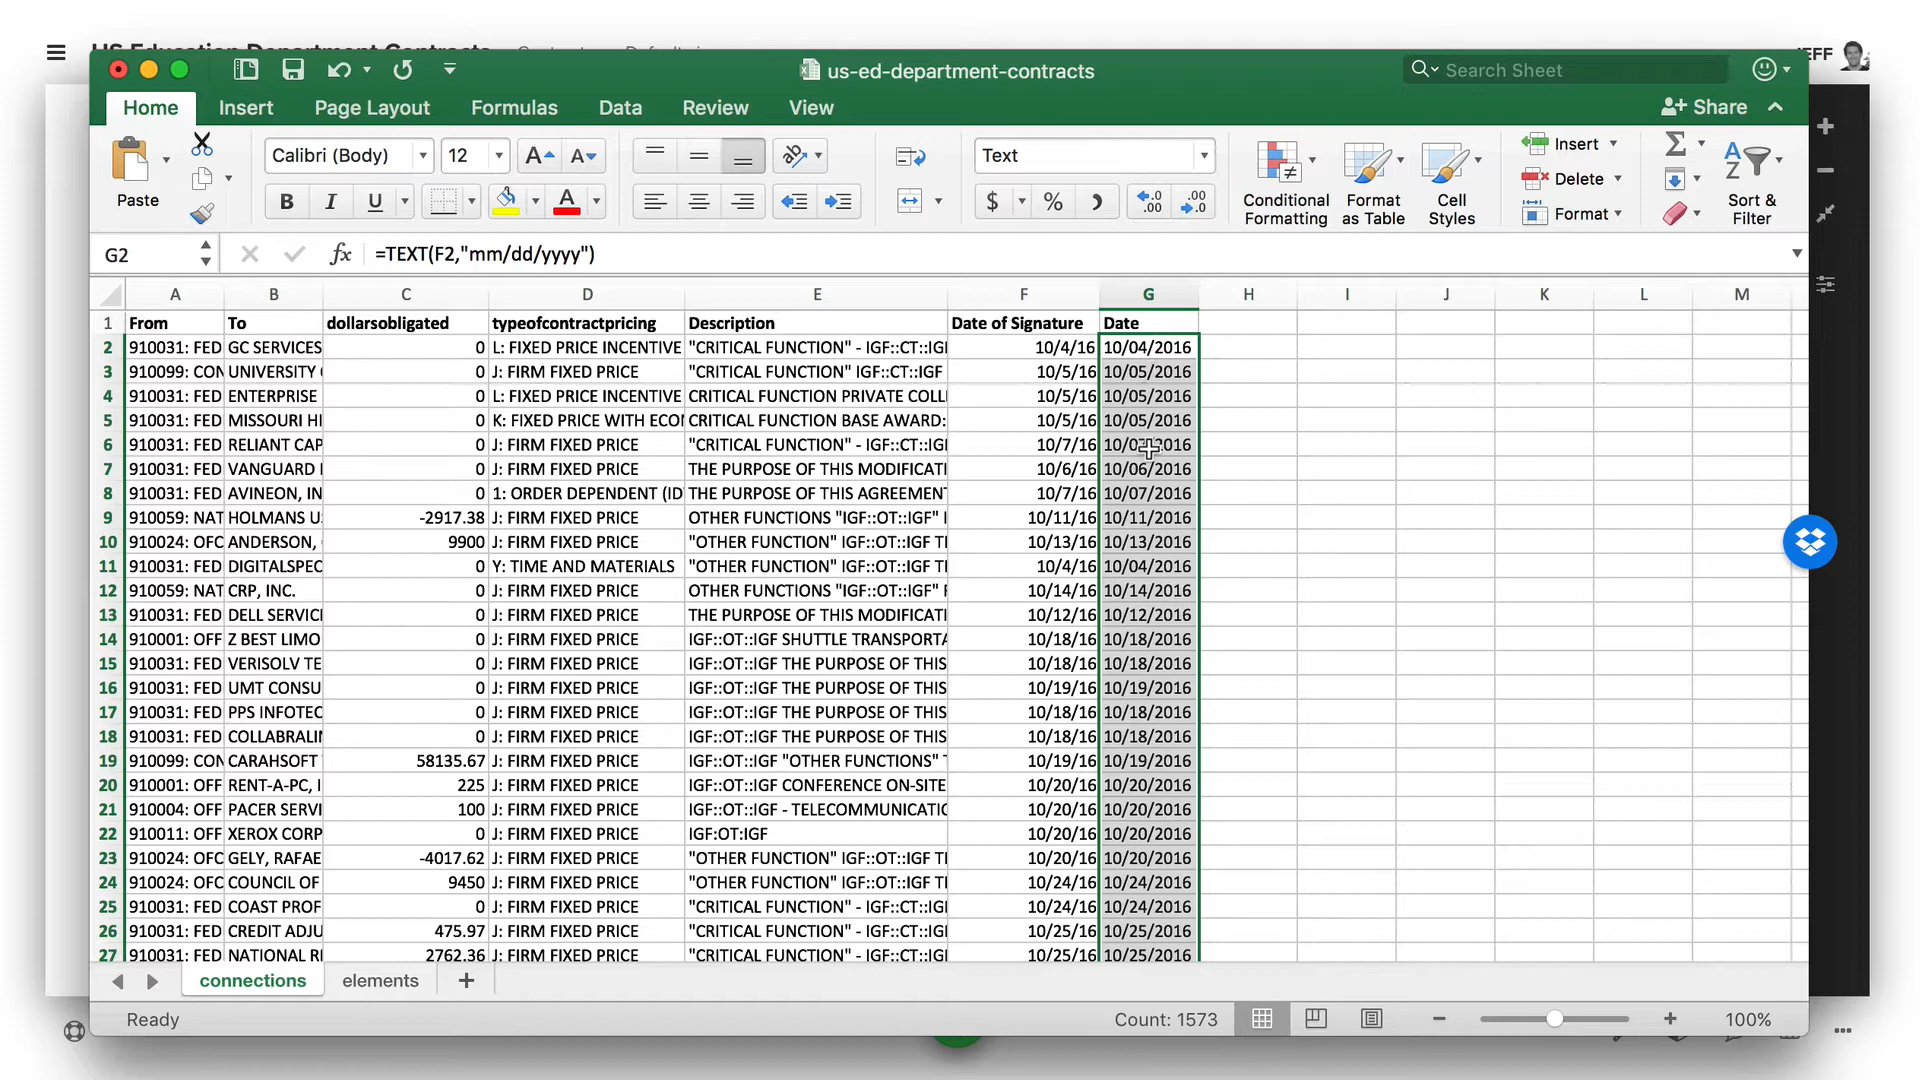 us-ed-department-contracts
Search Sheet
Home Insert Page Layout Formulas Data Review View Share
Paste Calibri (Body) 12 Text Conditional Formatting Format as Table Cell Styles Insert Delete Format Sort & Filter
G2 fx =TEXT(F2,"mm/dd/yyyy")
A B C D E F G H I J K L M
1 From To dollarsobligated typeofcontractpricing Description Date of Signature Date
2 910031: FED GC SERVICES 0 L: FIXED PRICE INCENTIVE "CRITICAL FUNCTION" - IGF::CT::IGI 10/4/16 10/04/2016
3 910099: CON UNIVERSITY 0 J: FIRM FIXED PRICE "CRITICAL FUNCTION" IGF::CT::IGF 10/5/16 10/05/2016
4 910031: FED ENTERPRISE 0 L: FIXED PRICE INCENTIVE CRITICAL FUNCTION PRIVATE COLL 10/5/16 10/05/2016
5 910031: FED MISSOURI HI 0 K: FIXED PRICE WITH ECO CRITICAL FUNCTION BASE AWARD: 10/5/16 10/05/2016
6 910031: FED RELIANT CAP 0 J: FIRM FIXED PRICE "CRITICAL FUNCTION" - IGF::CT::IGI 10/7/16 2016
7 910031: FED VANGUARD 0 J: FIRM FIXED PRICE THE PURPOSE OF THIS MODIFICATI 10/6/16 10/06/2016
8 910031: FED AVINEON, IN 0 1: ORDER DEPENDENT (ID THE PURPOSE OF THIS AGREEMENT 10/7/16 10/07/2016
9 910059: NAT HOLMANS U -2917.38 J: FIRM FIXED PRICE OTHER FUNCTIONS "IGF::OT::IGF" 10/11/16 10/11/2016
10 910024: OFC ANDERSON, 9900 J: FIRM FIXED PRICE "OTHER FUNCTION" IGF::OT::IGF TI 10/13/16 10/13/2016
11 910031: FED DIGITALSPEC 0 Y: TIME AND MATERIALS "OTHER FUNCTION" IGF::OT::IGF TI 10/4/16 10/04/2016
12 910059: NAT CRP, INC. 0 J: FIRM FIXED PRICE OTHER FUNCTIONS "IGF::OT::IGF" 10/14/16 10/14/2016
13 910031: FED DELL SERVICI 0 J: FIRM FIXED PRICE THE PURPOSE OF THIS MODIFICATI 10/12/16 10/12/2016
14 910001: OFF Z BEST LIMO 0 J: FIRM FIXED PRICE IGF::OT::IGF SHUTTLE TRANSPORTA 10/18/16 10/18/2016
15 910031: FED VERISOLV TE 0 J: FIRM FIXED PRICE IGF::OT::IGF THE PURPOSE OF THIS 10/18/16 10/18/2016
16 910031: FED UMT CONSU 0 J: FIRM FIXED PRICE IGF::OT::IGF THE PURPOSE OF THIS 10/19/16 10/19/2016
17 910031: FED PPS INFOTEC 0 J: FIRM FIXED PRICE IGF::OT::IGF THE PURPOSE OF THIS 10/18/16 10/18/2016
18 910031: FED COLLABRALI 0 J: FIRM FIXED PRICE IGF::OT::IGF THE PURPOSE OF THIS 10/18/16 10/18/2016
19 910099: CON CARAHSOFT 58135.67 J: FIRM FIXED PRICE IGF::OT::IGF "OTHER FUNCTIONS" 10/19/16 10/19/2016
20 910001: OFF RENT-A-PC, I 225 J: FIRM FIXED PRICE IGF::OT::IGF CONFERENCE ON-SITE 10/20/16 10/20/2016
21 910004: OFF PACER SERVI 100 J: FIRM FIXED PRICE IGF::OT::IGF - TELECOMMUNICATIO 10/20/16 10/20/2016
22 910011: OFF XEROX CORP 0 J: FIRM FIXED PRICE IGF:OT:IGF 10/20/16 10/20/2016
23 910024: OFC GELY, RAFAE -4017.62 J: FIRM FIXED PRICE "OTHER FUNCTION" IGF::OT::IGF TI 10/20/16 10/20/2016
24 910024: OFC COUNCIL OF 9450 J: FIRM FIXED PRICE "OTHER FUNCTION" IGF::OT::IGF TI 10/24/16 10/24/2016
25 910031: FED COAST PROF 0 J: FIRM FIXED PRICE "CRITICAL FUNCTION" - IGF::CT::IGI 10/24/16 10/24/2016
26 910031: FED CREDIT ADJU 475.97 J: FIRM FIXED PRICE "CRITICAL FUNCTION" - IGF::CT::IGI 10/25/16 10/25/2016
27 910031: FED NATIONAL RI 2762.36 J: FIRM FIXED PRICE "CRITICAL FUNCTION" - IGF::CT::IGI 10/25/16 10/25/2016
connections elements +
Ready Count: 1573 100%